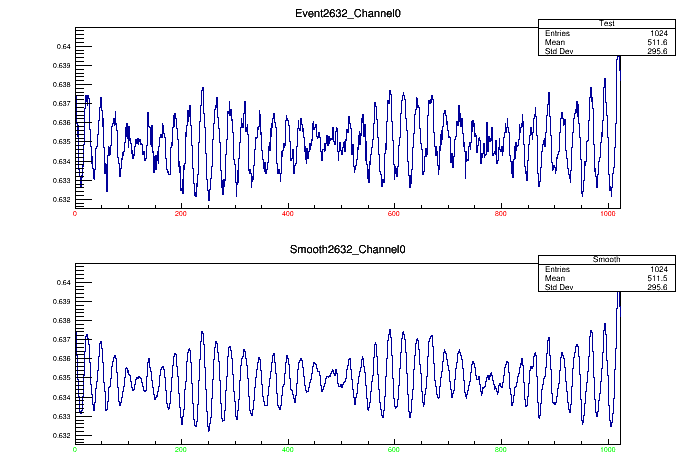 Event2632_Channel0
Test
Entries 1024
Mean 511.6
Std Dev 295.6
0.64
0.639
0.638
0.637
0.636
0.635
0.634
0.633
0.632
0 200 400 600 800 1000
Smooth2632_Channel0
Smooth
Entries 1024
Mean 511.5
Std Dev 295.6
0.64
0.639
0.638
0.637
0.636
0.635
0.634
0.633
0.632
0 200 400 600 800 1000